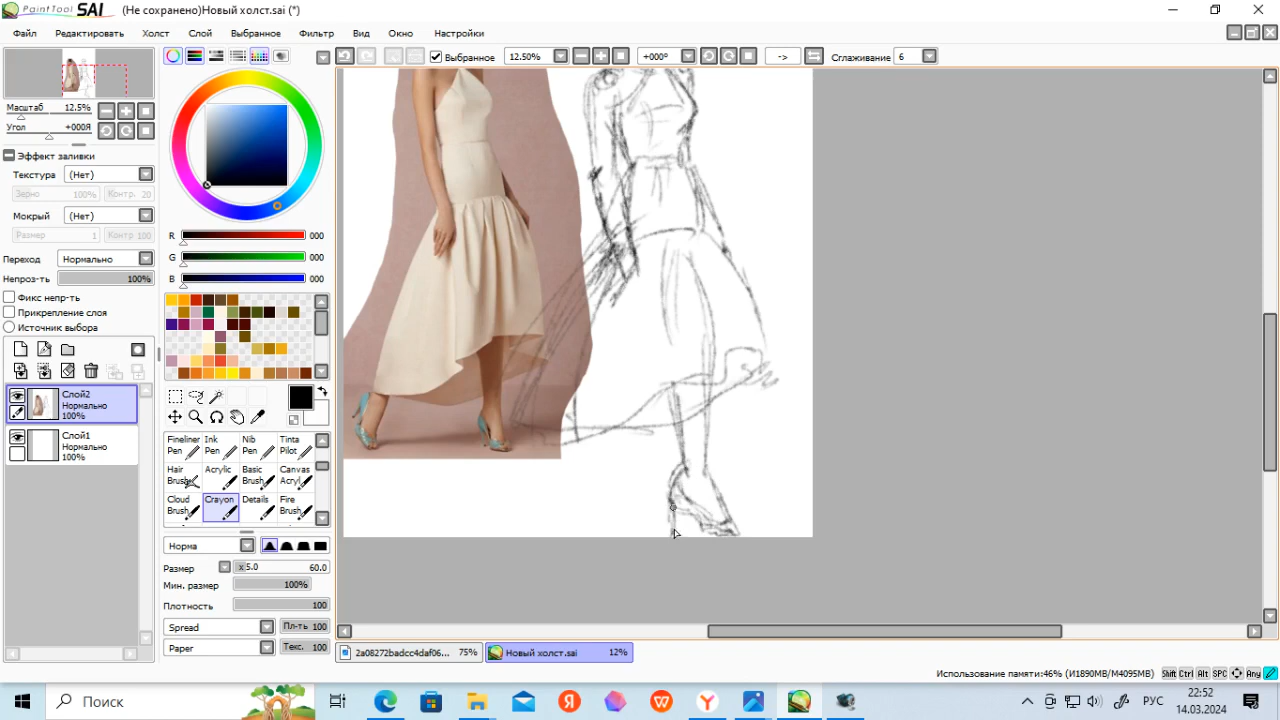 PaintTool SAI (Не сохранено)Новый холст.sai (*)
Файл Редактировать Холст Слой Выбранное Фильтр Вид Окно Настройки
Выбранное 12.50% +000º -> Сглаживание 6
Масштаб 12.5%
Угол +000Я
Эффект заливки
Текстура (Нет)
Зерно 100% Контр. 20
Мокрый (Нет)
Размер 1 Контр 100
Переход Нормально
Непроз-ть 100%
Фикс непр-ть
Прикрепление слоя
Источник выбора
Слой2
Нормально
100%
Слой1
Нормально
100%
R 000
G 000
B 000
Fineliner Pen
Ink Pen
Nib Pen
Tinta Pilot
Hair Brush
Acrylic
Basic Brush
Canvas Acryl
Cloud Brush
Crayon
Details
Fire Brush
Норма
Размер x5.0 60.0
Мин. размер 100%
Плотность 100
Spread Пл-ть 100
Paper Текс. 100
2a08272badcc4daf06... 75%
Новый холст.sai 12%
Использование памяти:46% (И1890МВ/М4095МВ) Shift Ctrl Alt SPC Any
Поиск
РУС
22:52
14.03.2024